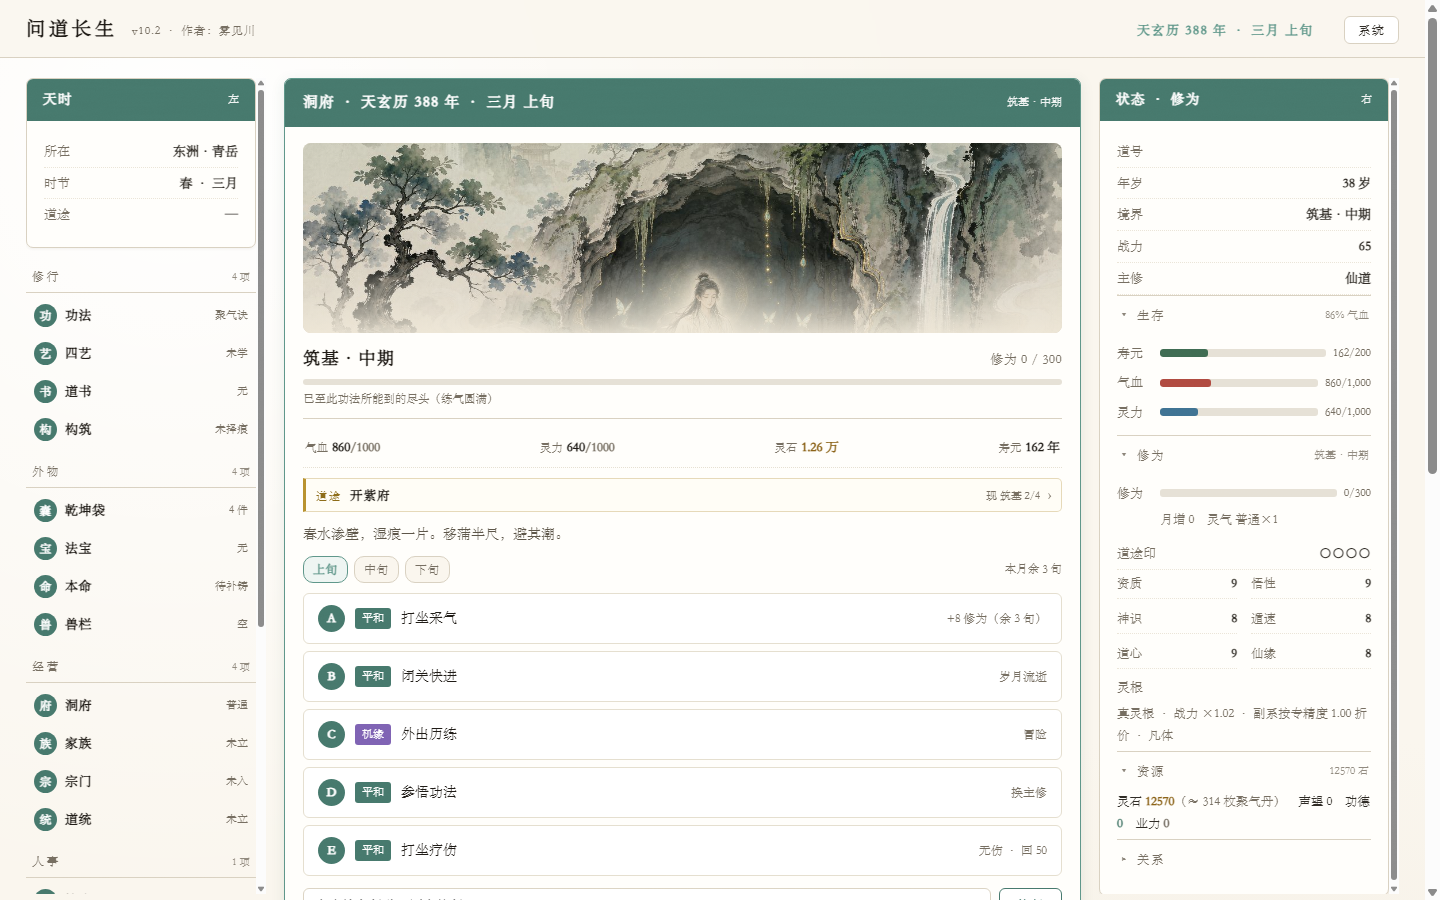 问道长生 v10.2 · 作者：雾见川
天玄历 388 年 · 三月 上旬 系统
天时 左
所在 东洲 · 青岳
时节 春 · 三月
道途 —
修行 4 项
功 功法 聚气诀
艺 四艺 未学
书 道书 无
构 构筑 未择痕
外物 4 项
囊 乾坤袋 4 件
宝 法宝 无
命 本命 待补铸
兽 兽栏 空
经营 4 项
府 洞府 普通
族 家族 未立
宗 宗门 未入
统 道统 未立
人事 1 项
洞府 · 天玄历 388 年 · 三月 上旬 筑基 · 中期
筑基 · 中期 修为 0 / 300
已至此功法所能到的尽头（练气圆满）
气血 860/1000 灵力 640/1000 灵石 1.26 万 寿元 162 年
道途 开紫府 现 筑基 2/4 ›
春水渗壁，湿痕一片。移蒲半尺，避其潮。
上旬 中旬 下旬 本月余 3 旬
A 平和 打坐采气 +8 修为（余 3 旬）
B 平和 闭关快进 岁月流逝
C 机缘 外出历练 冒险
D 平和 参悟功法 换主修
E 平和 打坐疗伤 无伤 · 回 50
状态 · 修为 右
道号
年岁 38 岁
境界 筑基 · 中期
战力 65
主修 仙道
生存 86% 气血
寿元 162/200
气血 860/1,000
灵力 640/1,000
修为 筑基 · 中期
修为 0/300
月增 0 灵气 普通×1
道途印 ○○○○
资质 9 悟性 9
神识 8 遁速 8
道心 9 仙缘 8
灵根
真灵根 · 战力 ×1.02 · 副系按专精度 1.00 折
价 · 凡体
资源 12570 石
灵石 12570（≈ 314 枚聚气丹） 声望 0 功德
0 业力 0
关系